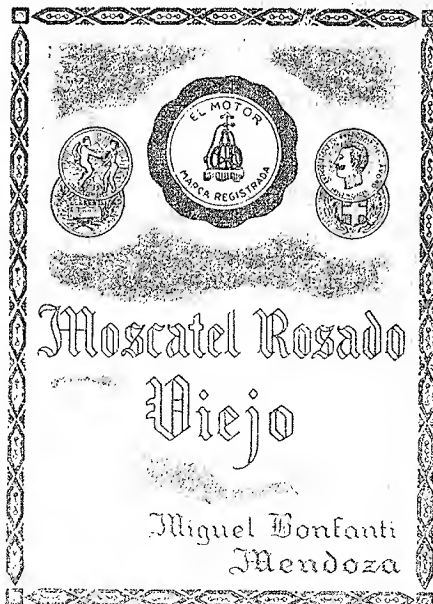 EL MOTOR
MARCA REGISTRADA
Moscatel Rosado
Viejo
Miguel Bonfanti
Mendoza